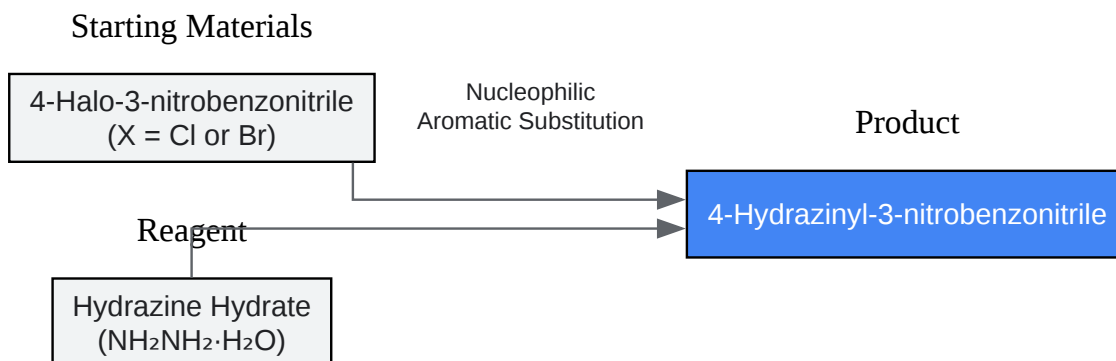 Starting Materials
4-Halo-3-nitrobenzonitrile
(X = Cl or Br)
Nucleophilic
Aromatic Substitution
Product
4-Hydrazinyl-3-nitrobenzonitrile
Reagent
Hydrazine Hydrate
(NH₂NH₂·H₂O)